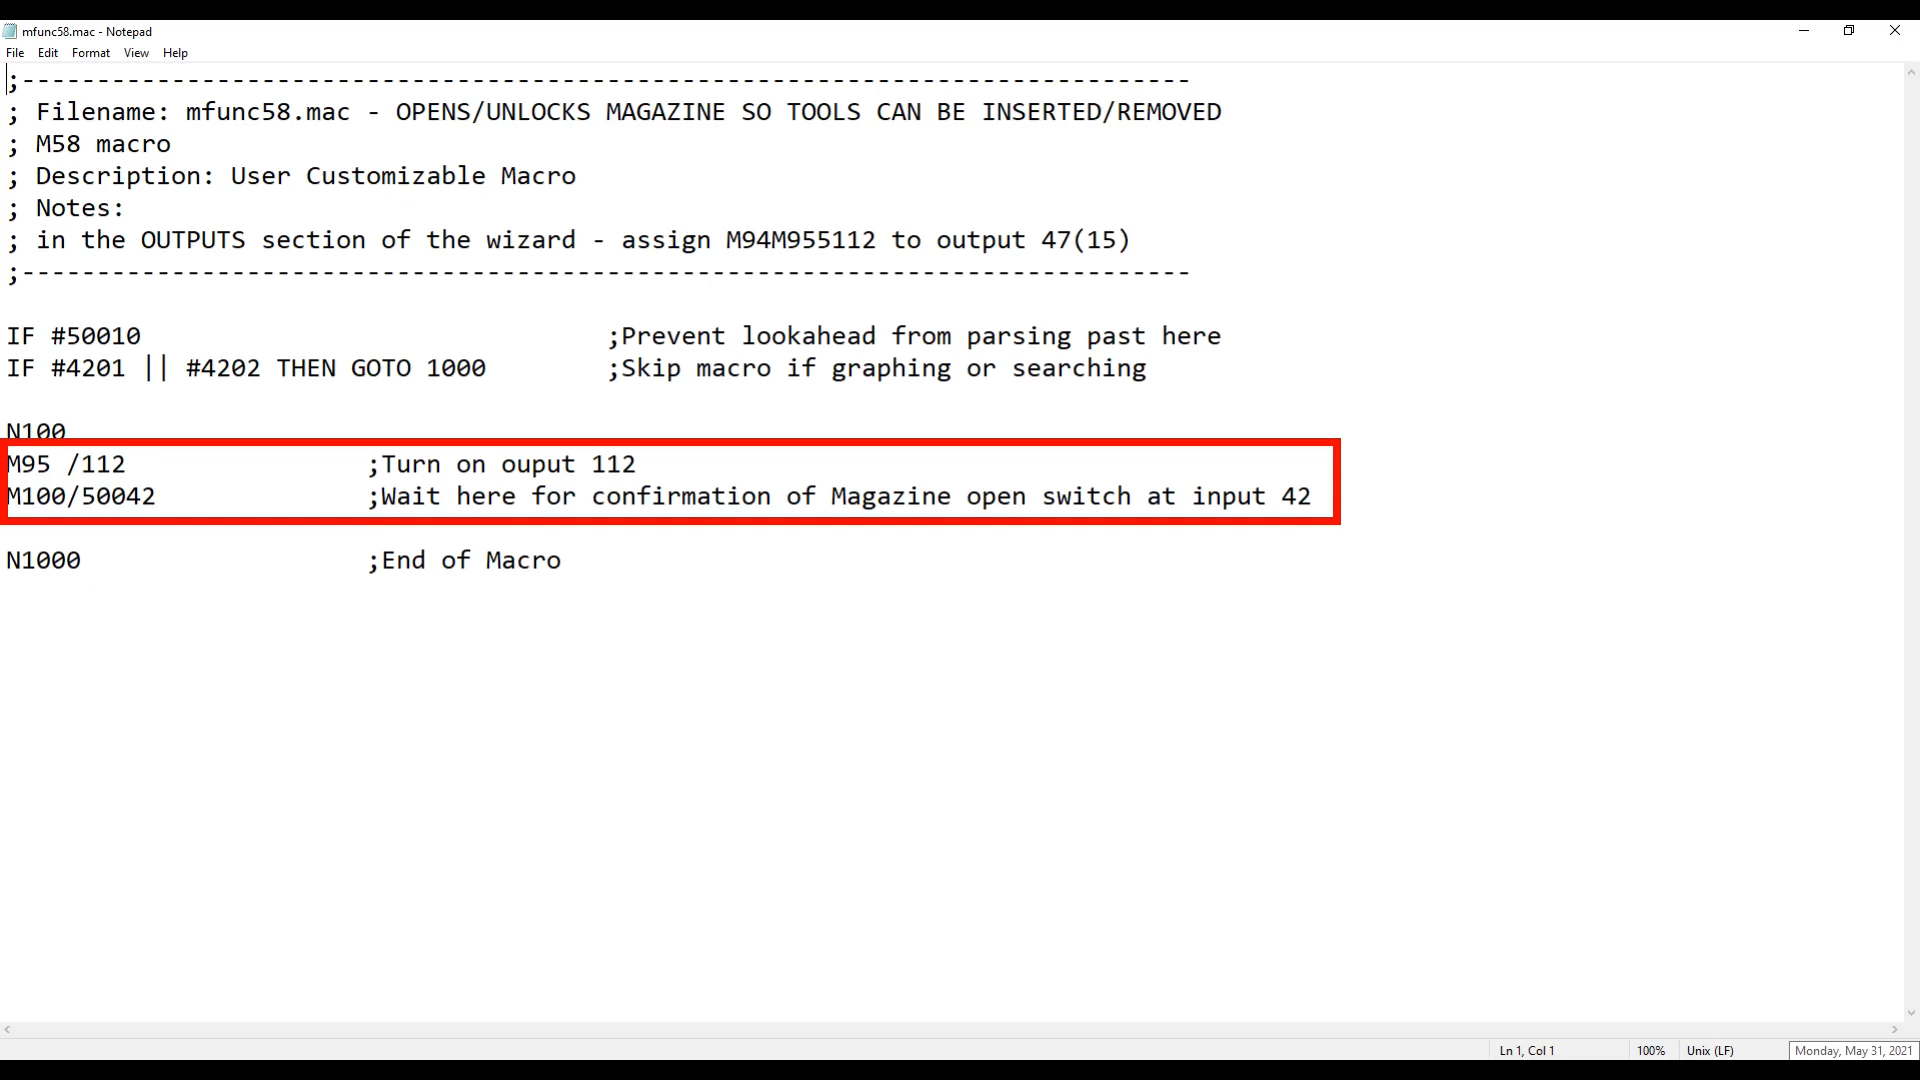 mfunc58.mac - Notepad
File Edit Format View Help
;------------------------------------------------------------------------------
; Filename: mfunc58.mac - OPENS/UNLOCKS MAGAZINE SO TOOLS CAN BE INSERTED/REMOVED
; M58 macro
; Description: User Customizable Macro
; Notes:
; in the OUTPUTS section of the wizard - assign M94M955112 to output 47(15)
;------------------------------------------------------------------------------
IF #50010 ;Prevent lookahead from parsing past here
IF #4201 || #4202 THEN GOTO 1000 ;Skip macro if graphing or searching
N100
M95 /112 ;Turn on ouput 112
M100/50042 ;Wait here for confirmation of Magazine open switch at input 42
N1000 ;End of Macro
Ln 1, Col 1 100% Unix (LF) Monday, May 31, 2021